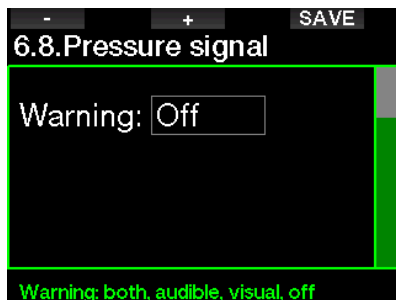 - + SAVE
6.8.Pressure signal
Warning: Off
Warning: both, audible, visual, off